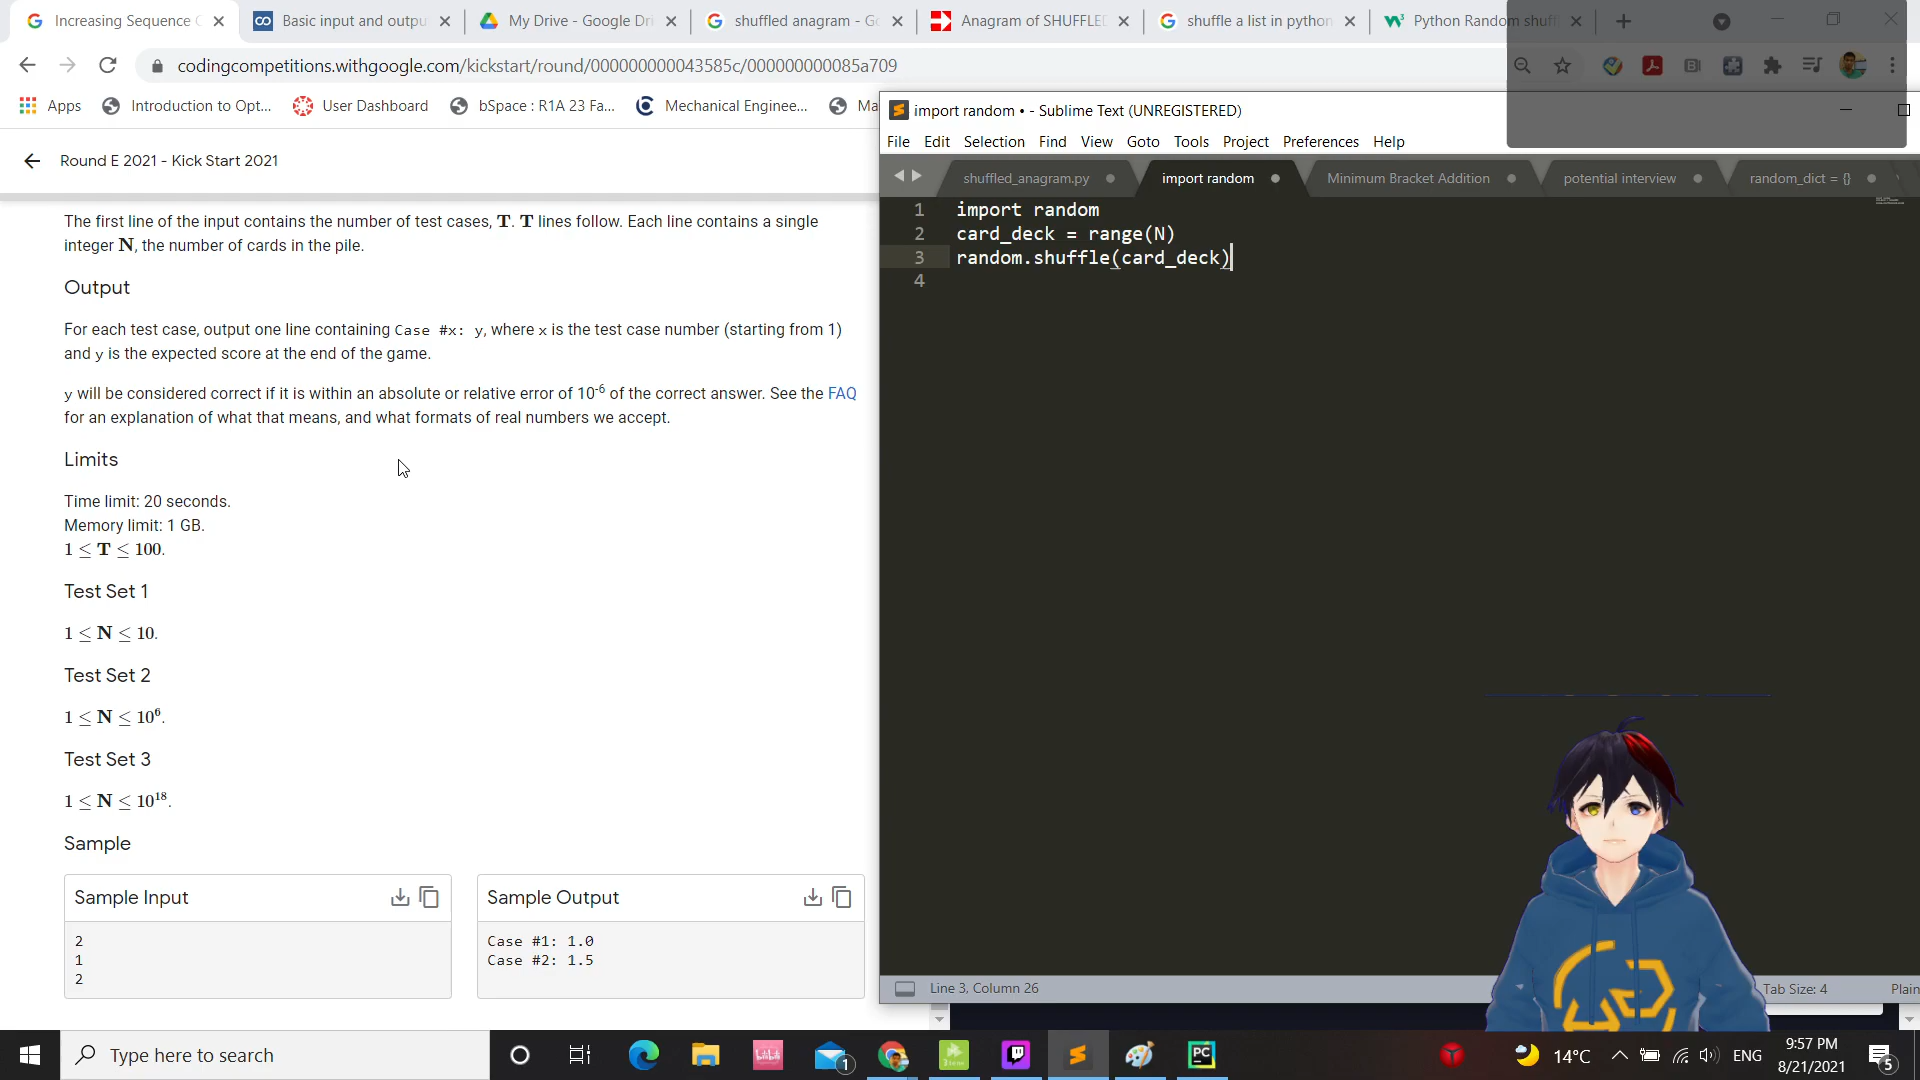 Increasing Sequence C
Basic input and outpu
My Drive - Google Dri
shuffled anagram - Go
Anagram of SHUFFLED
shuffle a list in python
Python Random shuff
codingcompetitions.withgoogle.com/kickstart/round/000000000043585c/000000000085a709
Apps
Introduction to Opt...
User Dashboard
bSpace : R1A 23 Fa...
Mechanical Enginee...
Ma
Round E 2021 - Kick Start 2021
The first line of the input contains the number of test cases, T. T lines follow. Each line contains a single
integer N, the number of cards in the pile.
Output
For each test case, output one line containing Case #x: y, where x is the test case number (starting from 1)
and y is the expected score at the end of the game.
y will be considered correct if it is within an absolute or relative error of 10-6 of the correct answer. See the FAQ
for an explanation of what that means, and what formats of real numbers we accept.
Limits
Time limit: 20 seconds.
Memory limit: 1 GB.
1 ≤ T ≤ 100.
Test Set 1
1 ≤ N ≤ 10.
Test Set 2
1 ≤ N ≤ 10⁶.
Test Set 3
1 ≤ N ≤ 10¹⁸.
Sample
Sample Input
2
1
2
Sample Output
Case #1: 1.0
Case #2: 1.5
import random • - Sublime Text (UNREGISTERED)
File Edit Selection Find View Goto Tools Project Preferences Help
shuffled_anagram.py
import random
Minimum Bracket Addition
potential interview
random_dict = {}
1 import random
2 card_deck = range(N)
3 random.shuffle(card_deck)
4
Line 3, Column 26
Tab Size: 4
Plain
Type here to search
1
PC
14°C
ENG
9:57 PM
8/21/2021
5